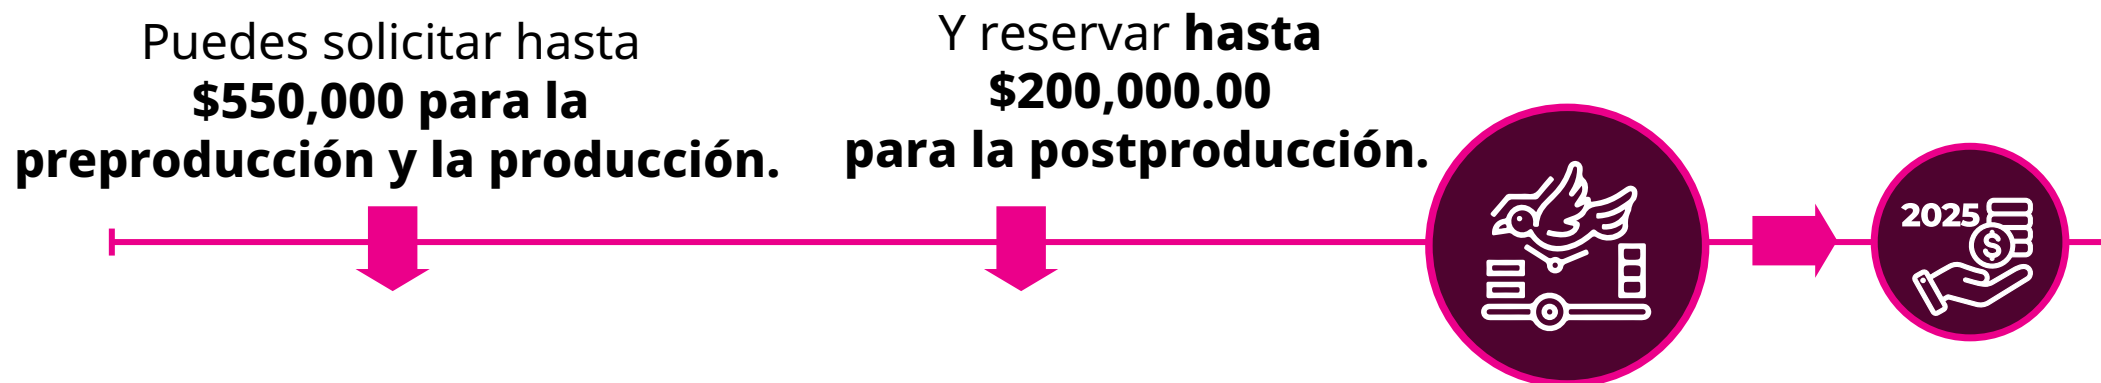 Puedes solicitar hasta
$550,000 para la
preproducción y la producción.
Y reservar hasta
$200,000.00
para la postproducción.
2025
$